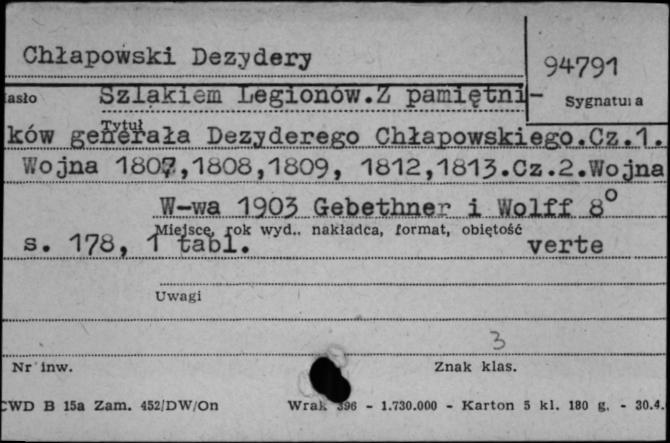 Chłapowski Dezydery
94791
Hasło Szlakiem Legionów.Z pamiętni-
Sygnatura
Tytuł
ków generała Dezyderego Chłapowskiego.Cz.1.
Wojna 1807,1808,1809, 1812,1813.Cz.2.Wojna
W-wa 1903 Gebethner i Wolff 8°
Miejsce, rok wyd., nakładca, format, objętość
s. 178, 1 tabl. verte
Uwagi
3
Nr inw. Znak klas.
CWD B 15a Zam. 452/DW/On Wrak 396 - 1.730.000 - Karton 5 kl. 180 g. - 30.4.